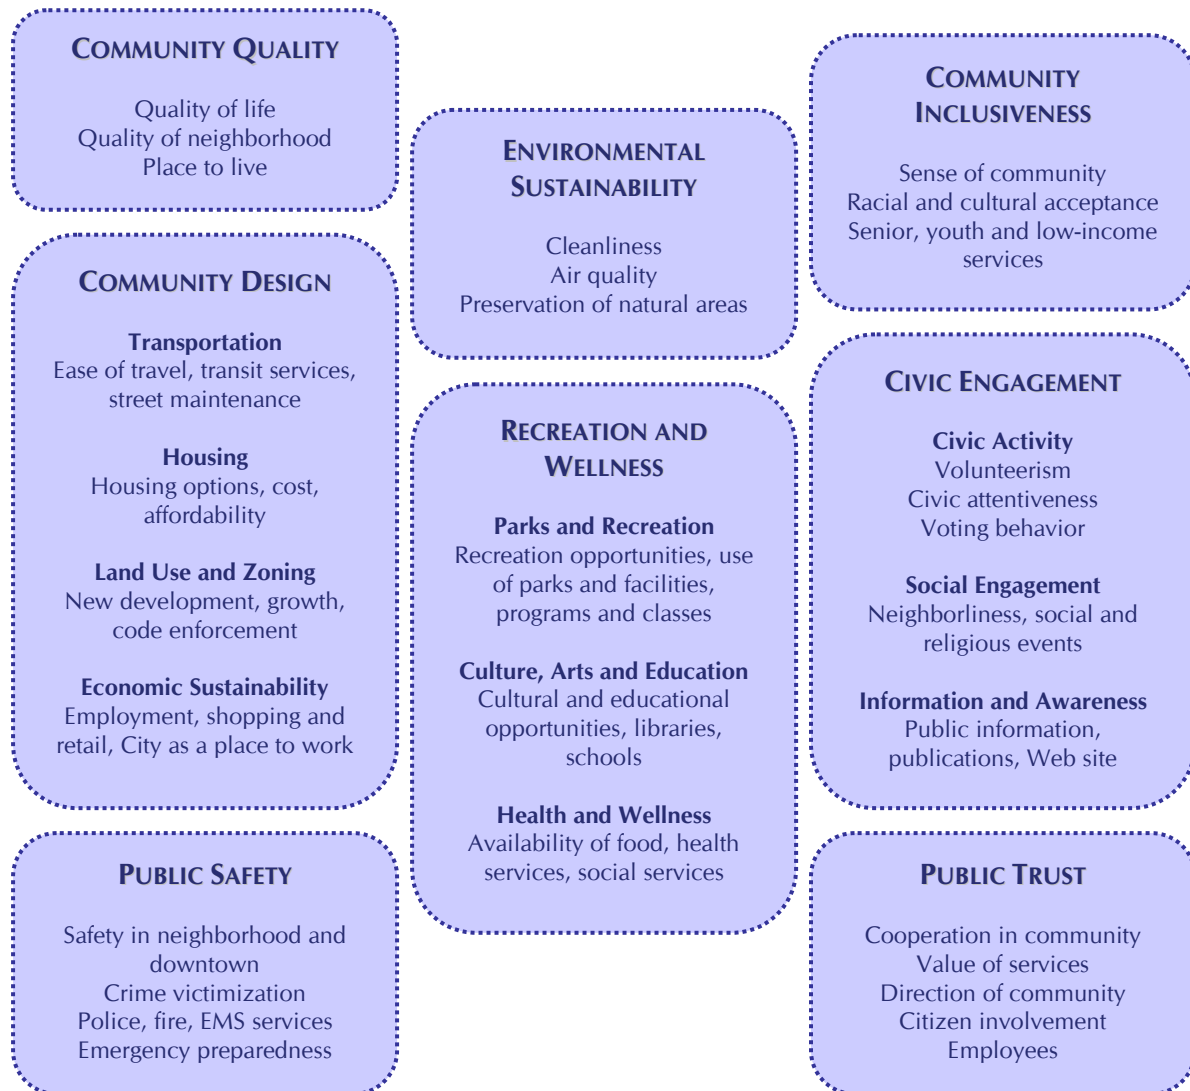 COMMUNITY QUALITY
Quality of life
Quality of neighborhood
Place to live
COMMUNITY DESIGN
Transportation
Ease of travel, transit services,
street maintenance
Housing
Housing options, cost,
affordability
Land Use and Zoning
New development, growth,
code enforcement
Economic Sustainability
Employment, shopping and
retail, City as a place to work
PUBLIC SAFETY
Safety in neighborhood and
downtown
Crime victimization
Police, fire, EMS services
Emergency preparedness
ENVIRONMENTAL
SUSTAINABILITY
Cleanliness
Air quality
Preservation of natural areas
RECREATION AND
WELLNESS
Parks and Recreation
Recreation opportunities, use
of parks and facilities,
programs and classes
Culture, Arts and Education
Cultural and educational
opportunities, libraries,
schools
Health and Wellness
Availability of food, health
services, social services
COMMUNITY
INCLUSIVENESS
Sense of community
Racial and cultural acceptance
Senior, youth and low-income
services
CIVIC ENGAGEMENT
Civic Activity
Volunteerism
Civic attentiveness
Voting behavior
Social Engagement
Neighborliness, social and
religious events
Information and Awareness
Public information,
publications, Web site
PUBLIC TRUST
Cooperation in community
Value of services
Direction of community
Citizen involvement
Employees